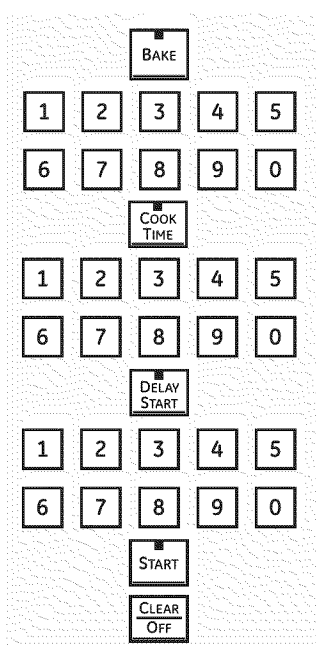 BAKE
1 2 3 4 5
6 7 8 9 0
COOK
TIME
1 2 3 4 5
6 7 8 9 0
DELAY
START
1 2 3 4 5
6 7 8 9 0
START
CLEAR
OFF